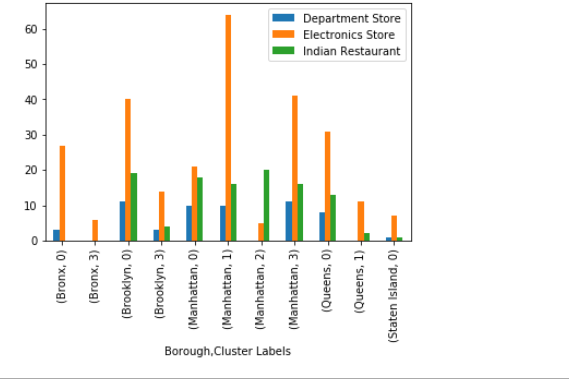 Department Store
Electronics Store
Indian Restaurant
60
50
40
30
20
10
0
(Bronx, 0)
(Bronx, 3)
(Brooklyn, 0)
(Brooklyn, 3)
(Manhattan, 0)
(Manhattan, 1)
(Manhattan, 2)
(Manhattan, 3)
(Queens, 0)
(Queens, 1)
(Staten Island, 0)
Borough,Cluster Labels